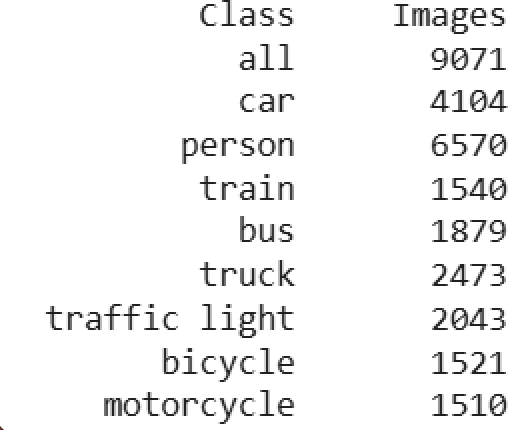 Class Images
all 9071
car 4104
person 6570
train 1540
bus 1879
truck 2473
traffic light 2043
bicycle 1521
motorcycle 1510